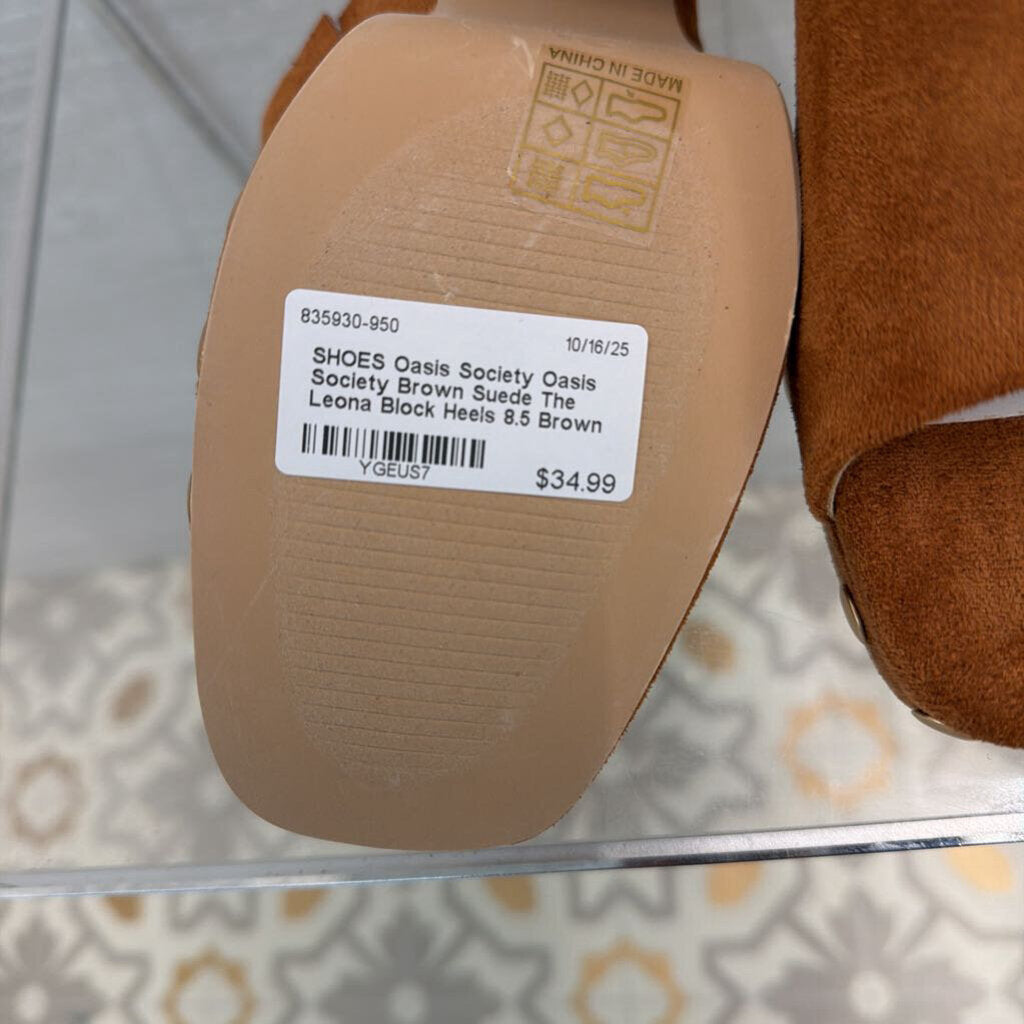 MADE IN CHINA
835930-950
10/16/25
SHOES Oasis Society Oasis
Society Brown Suede The
Leona Block Heels 8.5 Brown
YGEUS7
$34.99